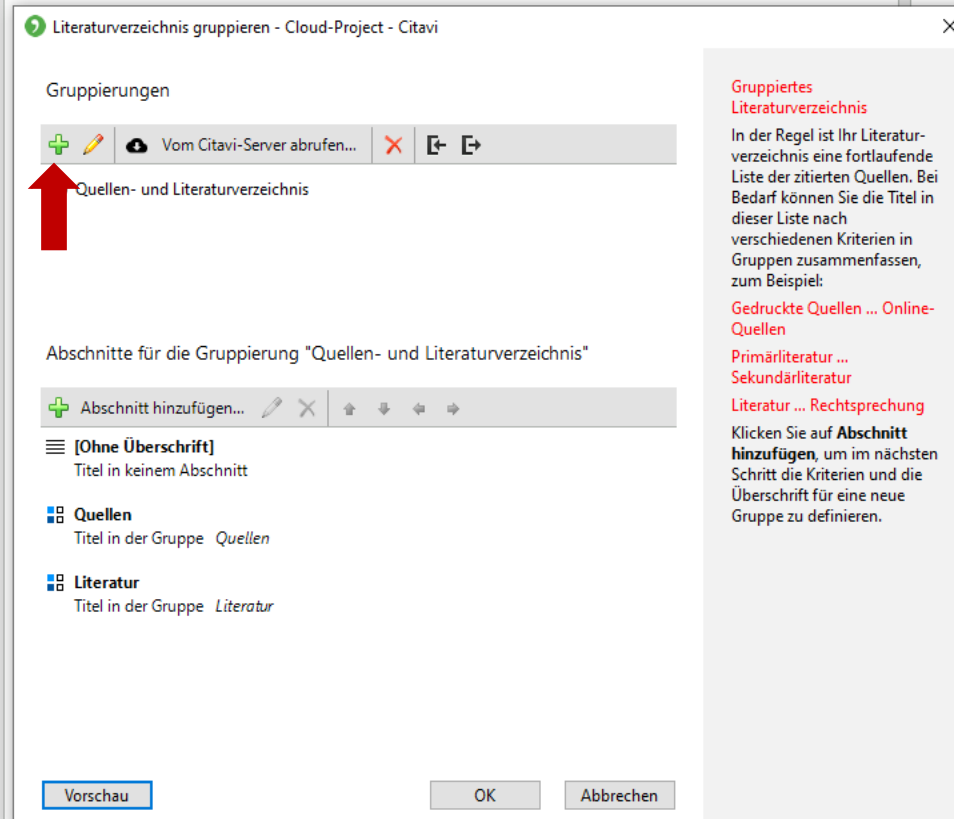 Literaturverzeichnis gruppieren - Cloud-Project - Citavi
Gruppierungen
Vom Citavi-Server abrufen...
Quellen- und Literaturverzeichnis
Abschnitte für die Gruppierung "Quellen- und Literaturverzeichnis"
Abschnitt hinzufügen...
[Ohne Überschrift]
Titel in keinem Abschnitt
Quellen
Titel in der Gruppe Quellen
Literatur
Titel in der Gruppe Literatur
Vorschau
OK
Abbrechen
Gruppiertes
Literaturverzeichnis
In der Regel ist Ihr Literatur-
verzeichnis eine fortlaufende
Liste der zitierten Quellen. Bei
Bedarf können Sie die Titel in
dieser Liste nach
verschiedenen Kriterien in
Gruppen zusammenfassen,
zum Beispiel:
Gedruckte Quellen ... Online-
Quellen
Primärliteratur ...
Sekundärliteratur
Literatur ... Rechtsprechung
Klicken Sie auf Abschnitt
hinzufügen, um im nächsten
Schritt die Kriterien und die
Überschrift für eine neue
Gruppe zu definieren.